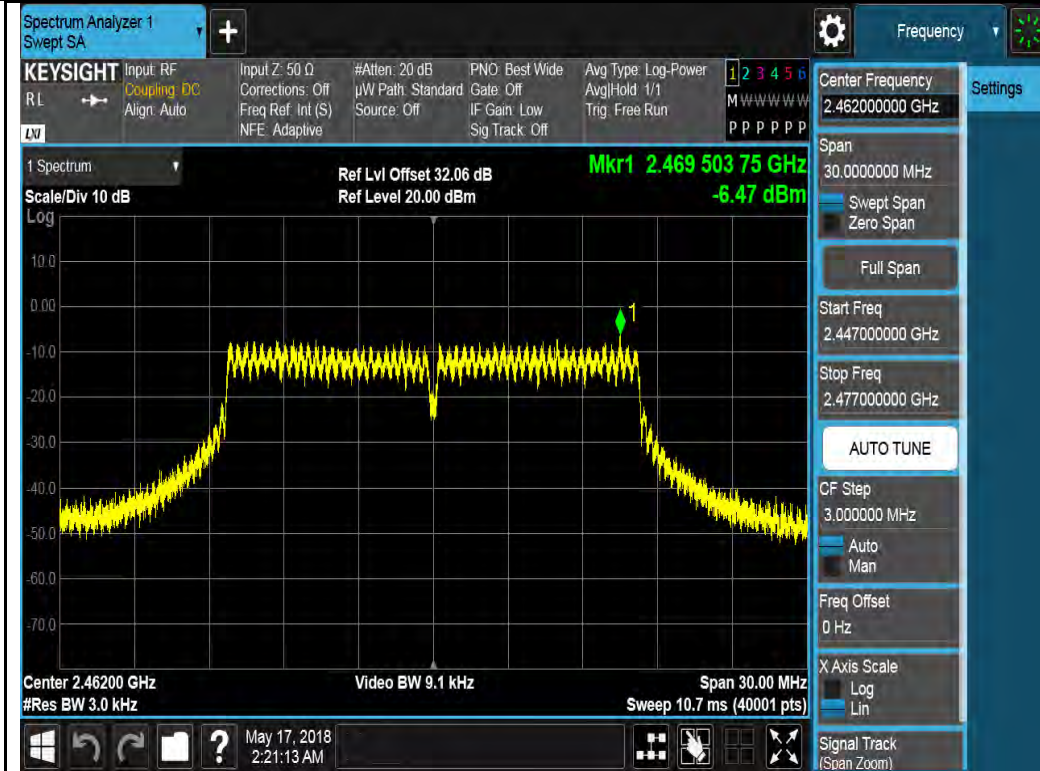 Spectrum Analyzer 1
Swept SA
+
Frequency
KEYSIGHT
R L
LXI
Input: RF
Coupling: DC
Align: Auto
Input Z: 50 Ω
Corrections: Off
Freq Ref: Int (S)
NFE: Adaptive
#Atten: 20 dB
µW Path: Standard
Source: Off
PNO: Best Wide
Gate: Off
IF Gain: Low
Sig Track: Off
Avg Type: Log-Power
Avg|Hold: 1/1
Trig: Free Run
1 2 3 4 5 6
M W W W W W
P P P P P P
1 Spectrum
Scale/Div 10 dB
Log
Ref Lvl Offset 32.06 dB
Ref Level 20.00 dBm
Mkr1 2.469 503 75 GHz
-6.47 dBm
10.0
0.00
-10.0
-20.0
-30.0
-40.0
-50.0
-60.0
-70.0
1
Center 2.46200 GHz
#Res BW 3.0 kHz
Video BW 9.1 kHz
Span 30.00 MHz
Sweep 10.7 ms (40001 pts)
?
May 17, 2018
2:21:13 AM
Center Frequency
2.462000000 GHz
Span
30.0000000 MHz
Swept Span
Zero Span
Full Span
Start Freq
2.447000000 GHz
Stop Freq
2.477000000 GHz
AUTO TUNE
CF Step
3.000000 MHz
Auto
Man
Freq Offset
0 Hz
X Axis Scale
Log
Lin
Signal Track
(Span Zoom)
Settings